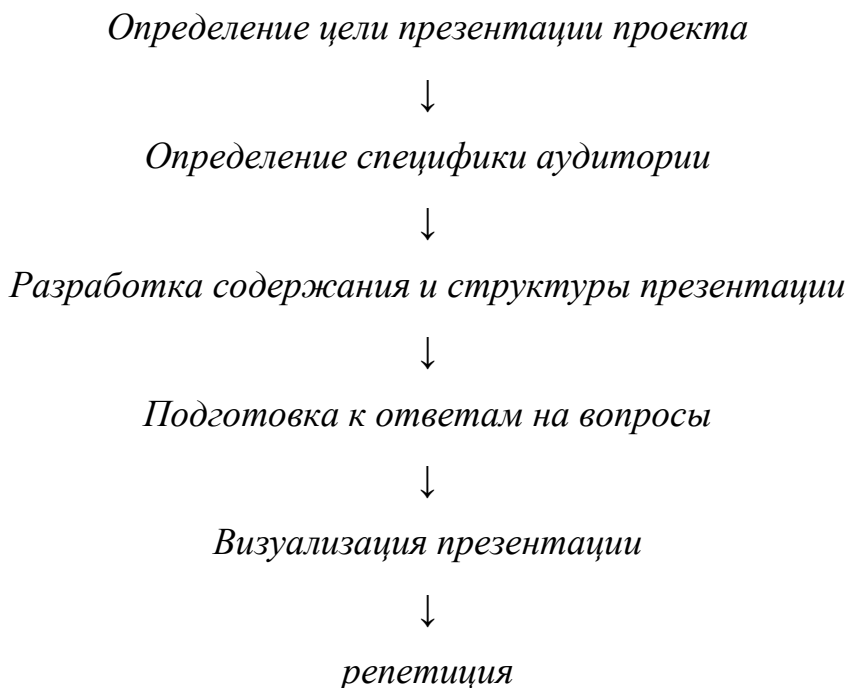 Определение цели презентации проекта
↓
Определение специфики аудитории
↓
Разработка содержания и структуры презентации
↓
Подготовка к ответам на вопросы
↓
Визуализация презентации
↓
репетиция